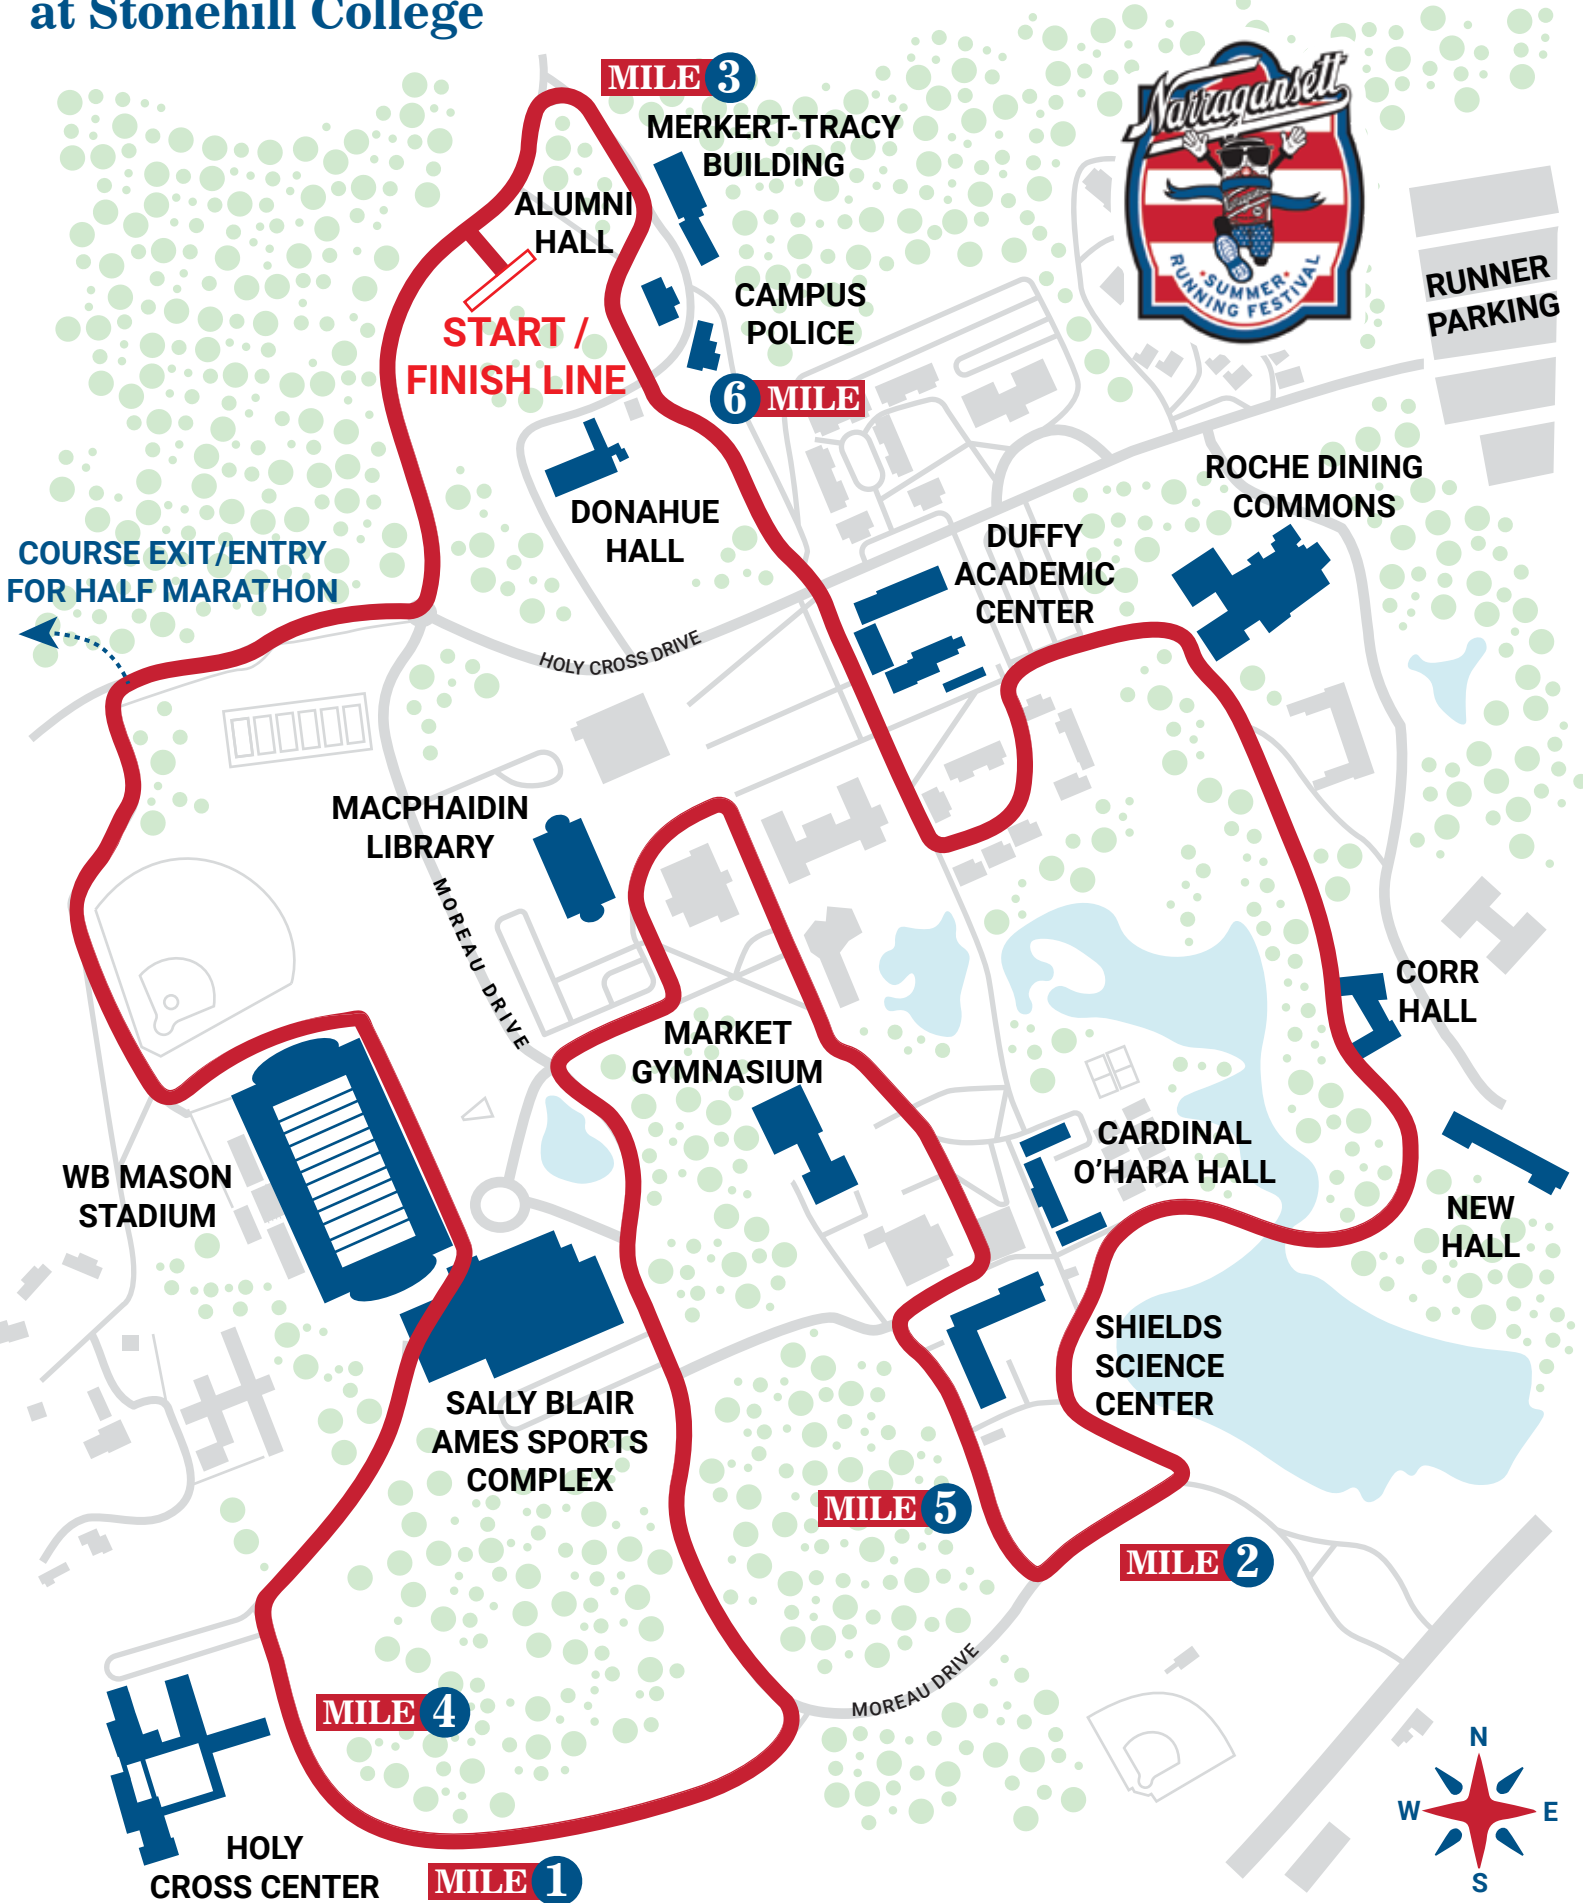 at Stonehill College
MILE 3
MERKERT-TRACY
BUILDING
Narragansett
SUMMER
RUNNING FESTIVAL
ALUMNI
HALL
RUNNER
PARKING
CAMPUS
POLICE
START /
FINISH LINE
6 MILE
ROCHE DINING
COMMONS
DONAHUE
HALL
DUFFY
ACADEMIC
CENTER
COURSE EXIT/ENTRY
FOR HALF MARATHON
HOLY CROSS DRIVE
MACPHAIDIN
LIBRARY
MOREAU DRIVE
CORR
HALL
MARKET
GYMNASIUM
CARDINAL
O'HARA HALL
WB MASON
STADIUM
NEW
HALL
SHIELDS
SCIENCE
CENTER
SALLY BLAIR
AMES SPORTS
COMPLEX
MILE 5
MILE 2
MOREAU DRIVE
MILE 4
N
W E
S
HOLY
CROSS CENTER
MILE 1